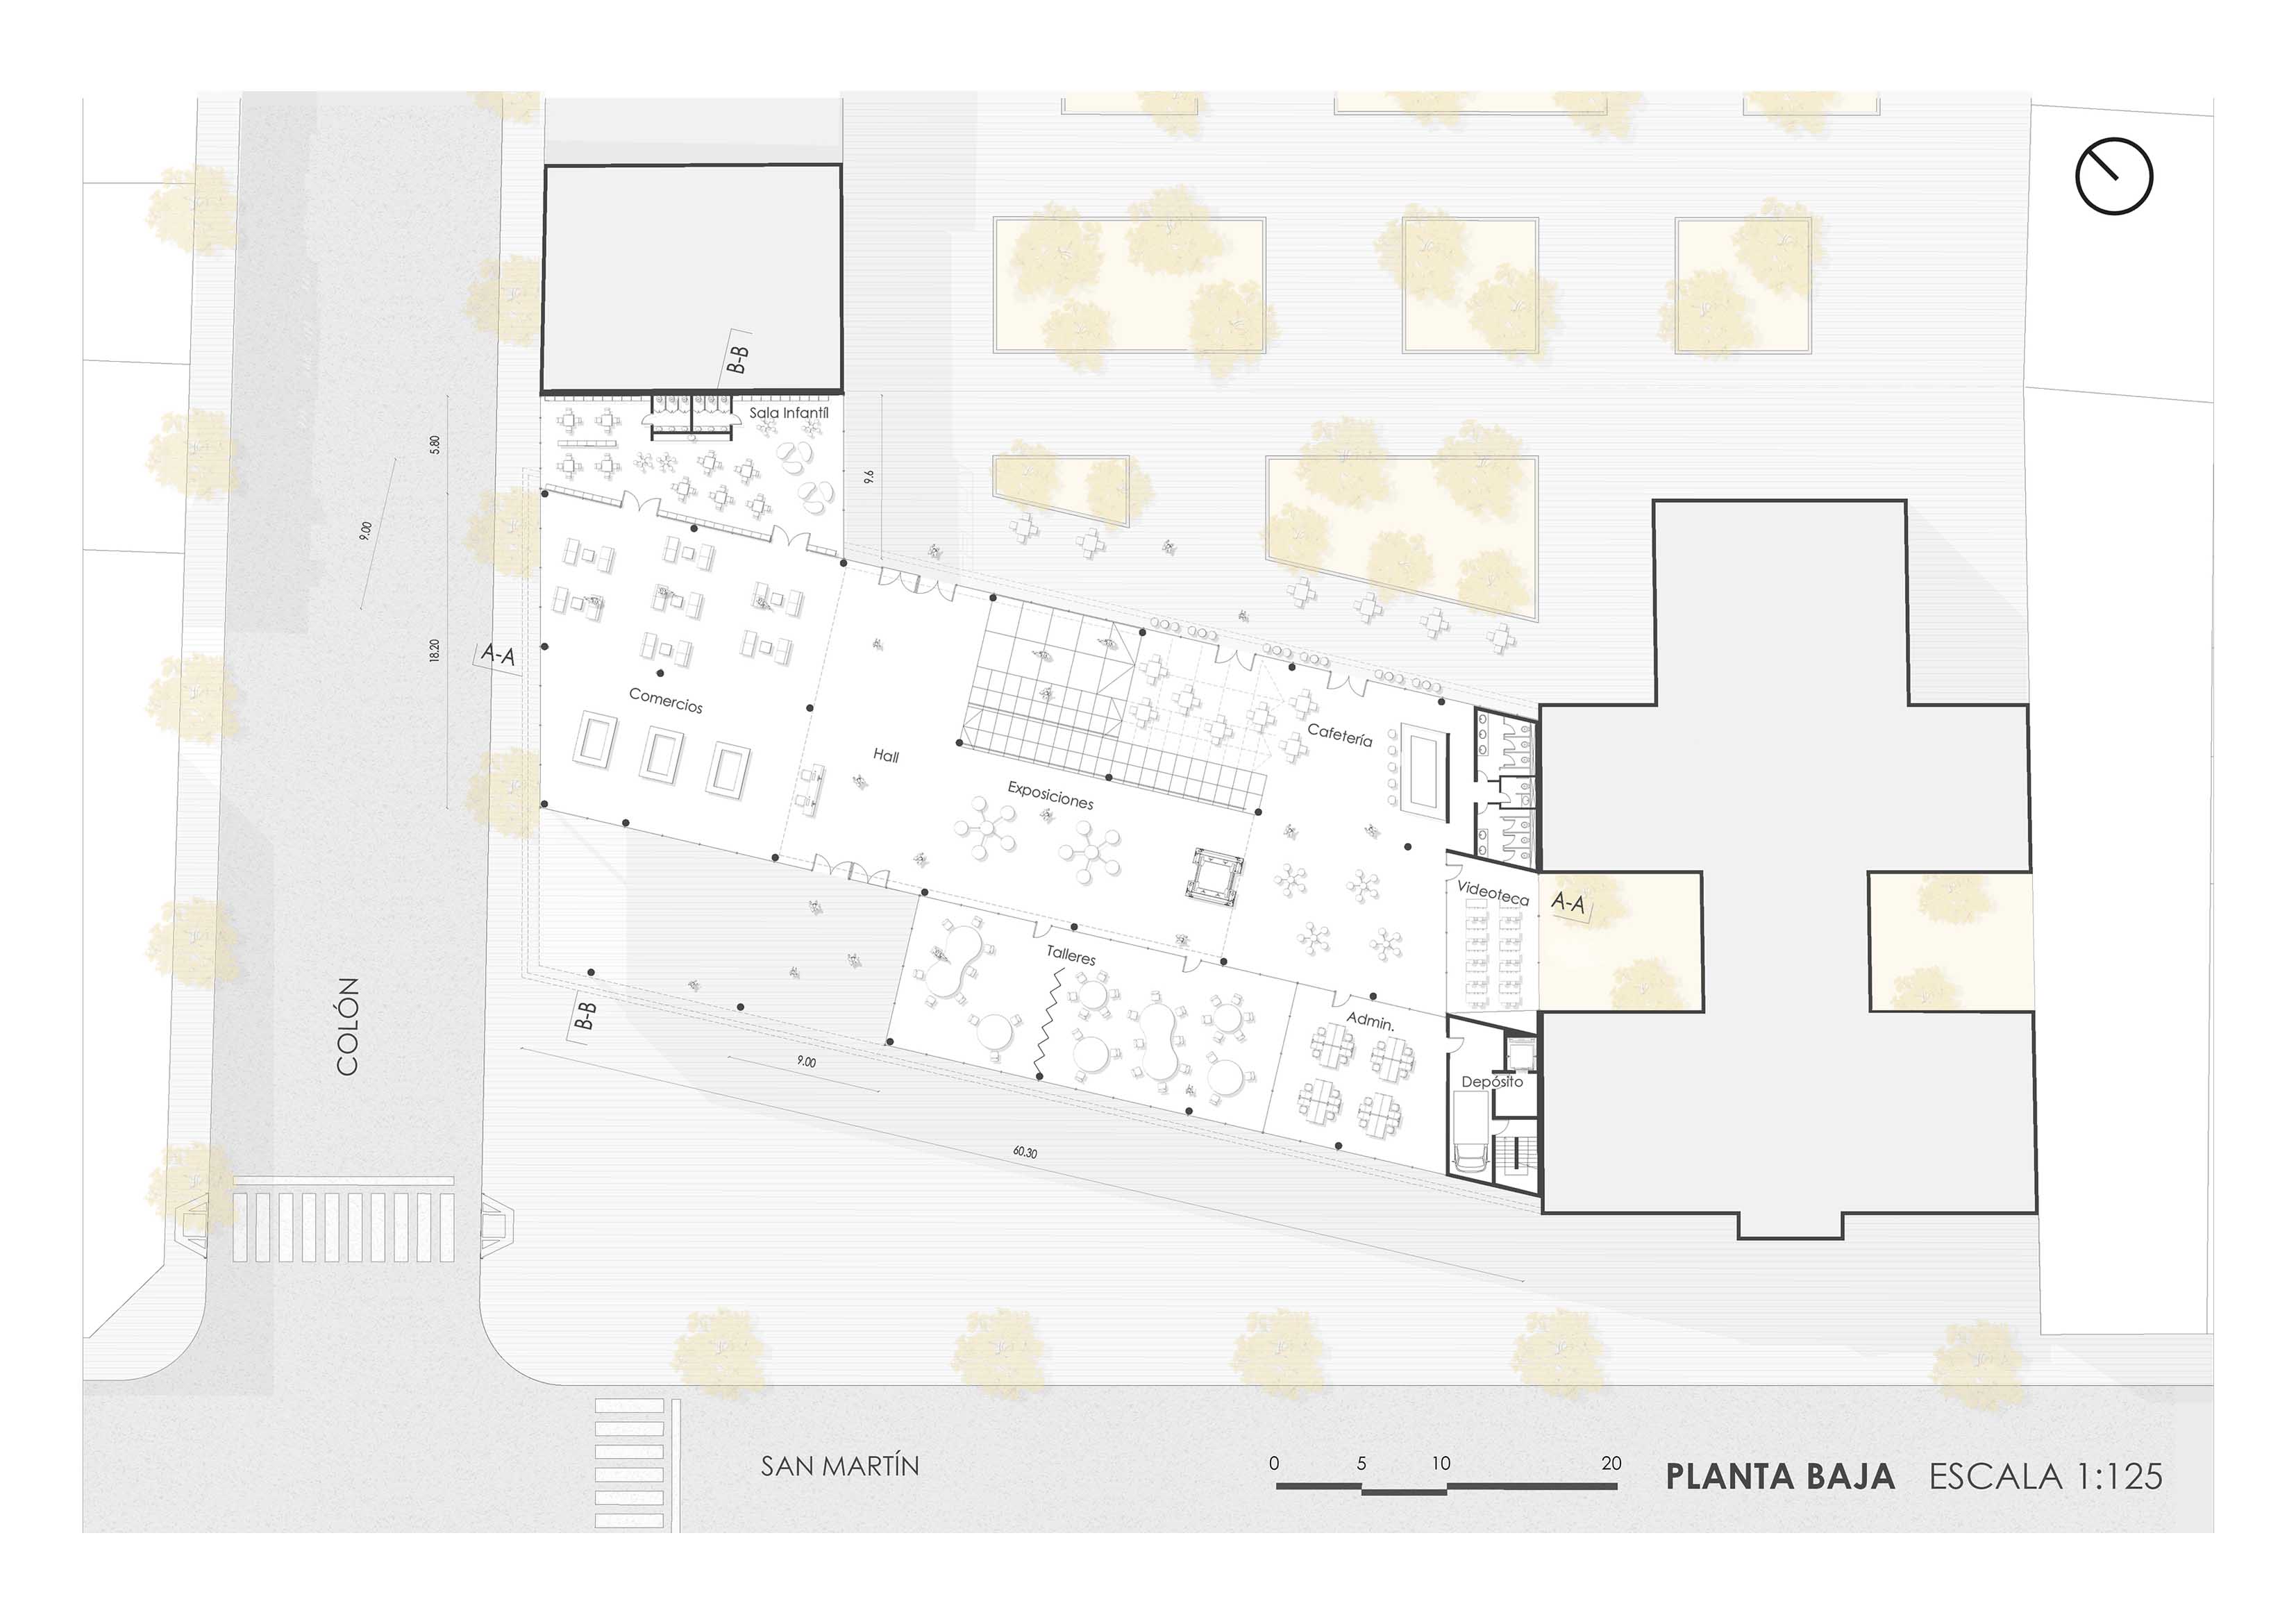 B-B
Sala Infantil
5.80
9.6
9.00
18.20
A-A
Comercios
Cafetería
Hall
Exposiciones
Videoteca
A-A
Talleres
COLÓN
B-B
Admin.
9.00
Depósito
60.30
SAN MARTÍN
0 5 10 20
PLANTA BAJA ESCALA 1:125